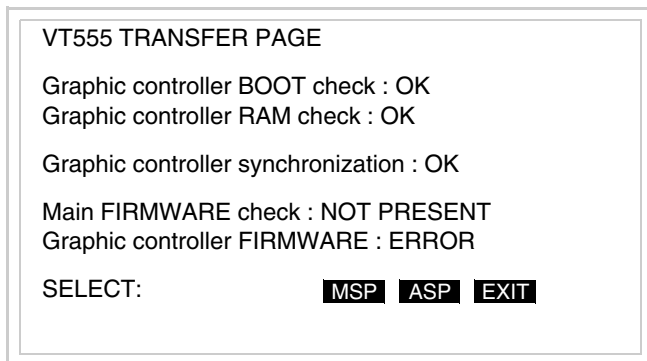 VT555 TRANSFER PAGE
Graphic controller BOOT check : OK
Graphic controller RAM check : OK
Graphic controller synchronization : OK
Main FIRMWARE check : NOT PRESENT
Graphic controller FIRMWARE : ERROR
SELECT: MSP ASP EXIT